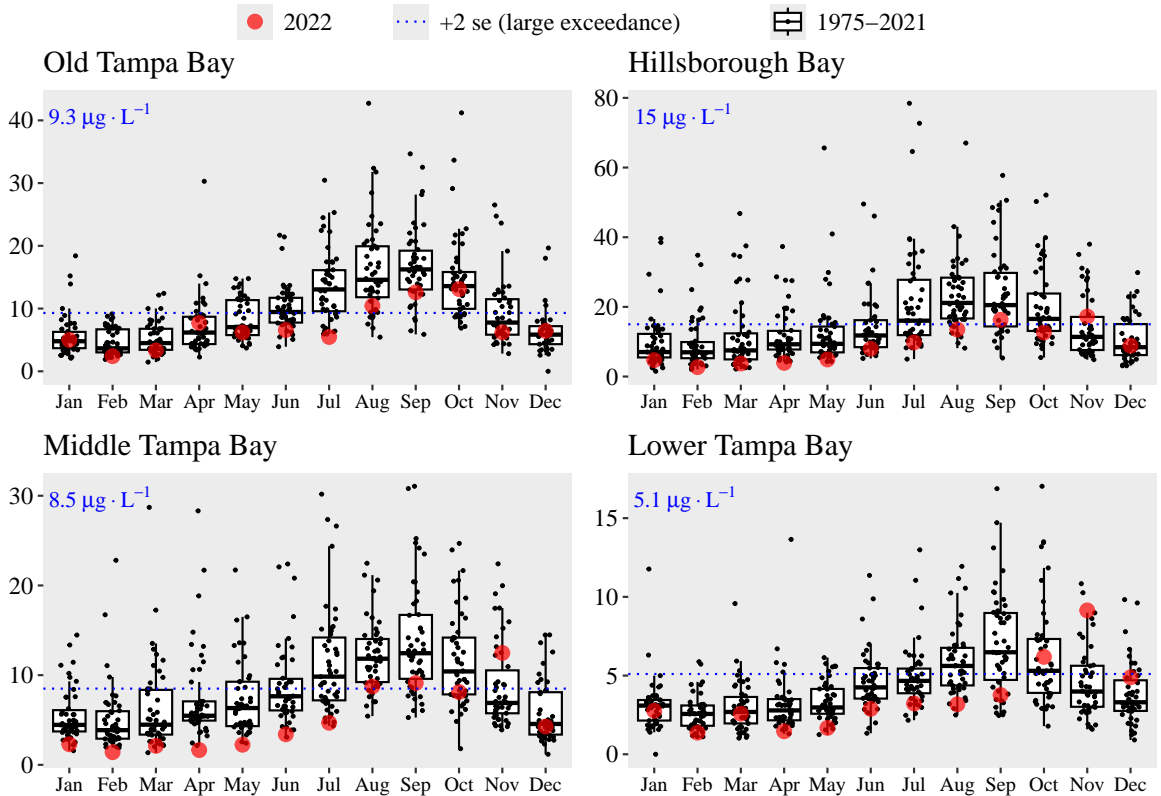 2022 +2 se (large exceedance) 1975−2021
Old Tampa Bay
9.3 μg · L⁻¹
40
30
20
10
0
Jan Feb Mar Apr May Jun Jul Aug Sep Oct Nov Dec
Hillsborough Bay
15 μg · L⁻¹
80
60
40
20
0
Jan Feb Mar Apr May Jun Jul Aug Sep Oct Nov Dec
Middle Tampa Bay
8.5 μg · L⁻¹
30
20
10
0
Jan Feb Mar Apr May Jun Jul Aug Sep Oct Nov Dec
Lower Tampa Bay
5.1 μg · L⁻¹
15
10
5
0
Jan Feb Mar Apr May Jun Jul Aug Sep Oct Nov Dec